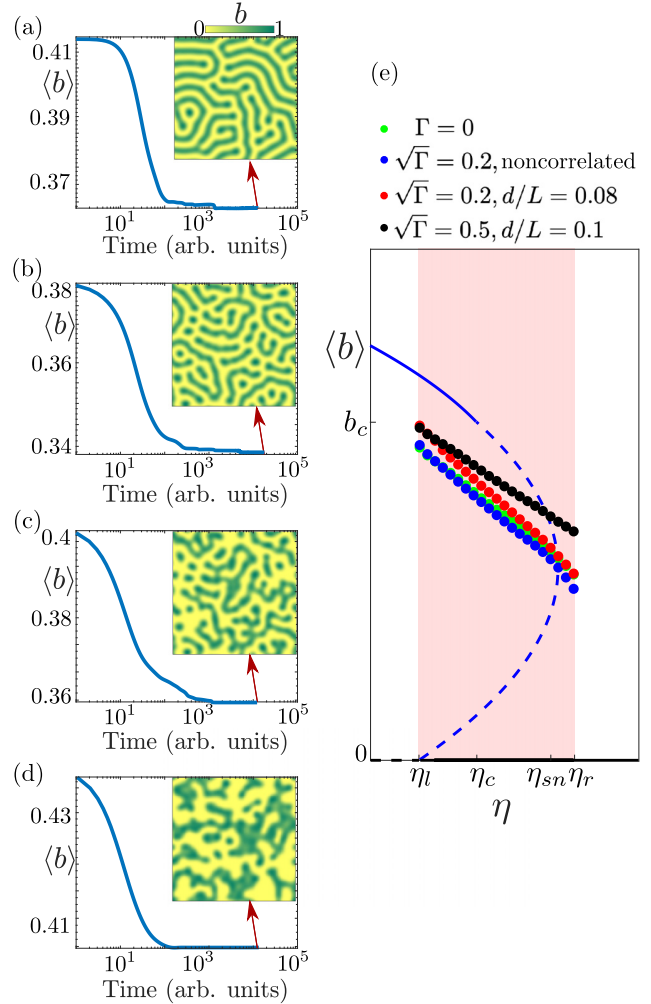 (a)
b
0 1
0.41
⟨b⟩
0.39
0.37
10^1 10^3 10^5
Time (arb. units)
(b)
0.38
⟨b⟩
0.36
0.34
10^1 10^3 10^5
Time (arb. units)
(c)
0.4
⟨b⟩
0.38
0.36
10^1 10^3 10^5
Time (arb. units)
(d)
0.43
⟨b⟩
0.41
10^1 10^3 10^5
Time (arb. units)
(e)
Γ = 0
√Γ = 0.2, noncorrelated
√Γ = 0.2, d/L = 0.08
√Γ = 0.5, d/L = 0.1
⟨b⟩
b_c
0
η_l η_c η_sn η_r
η